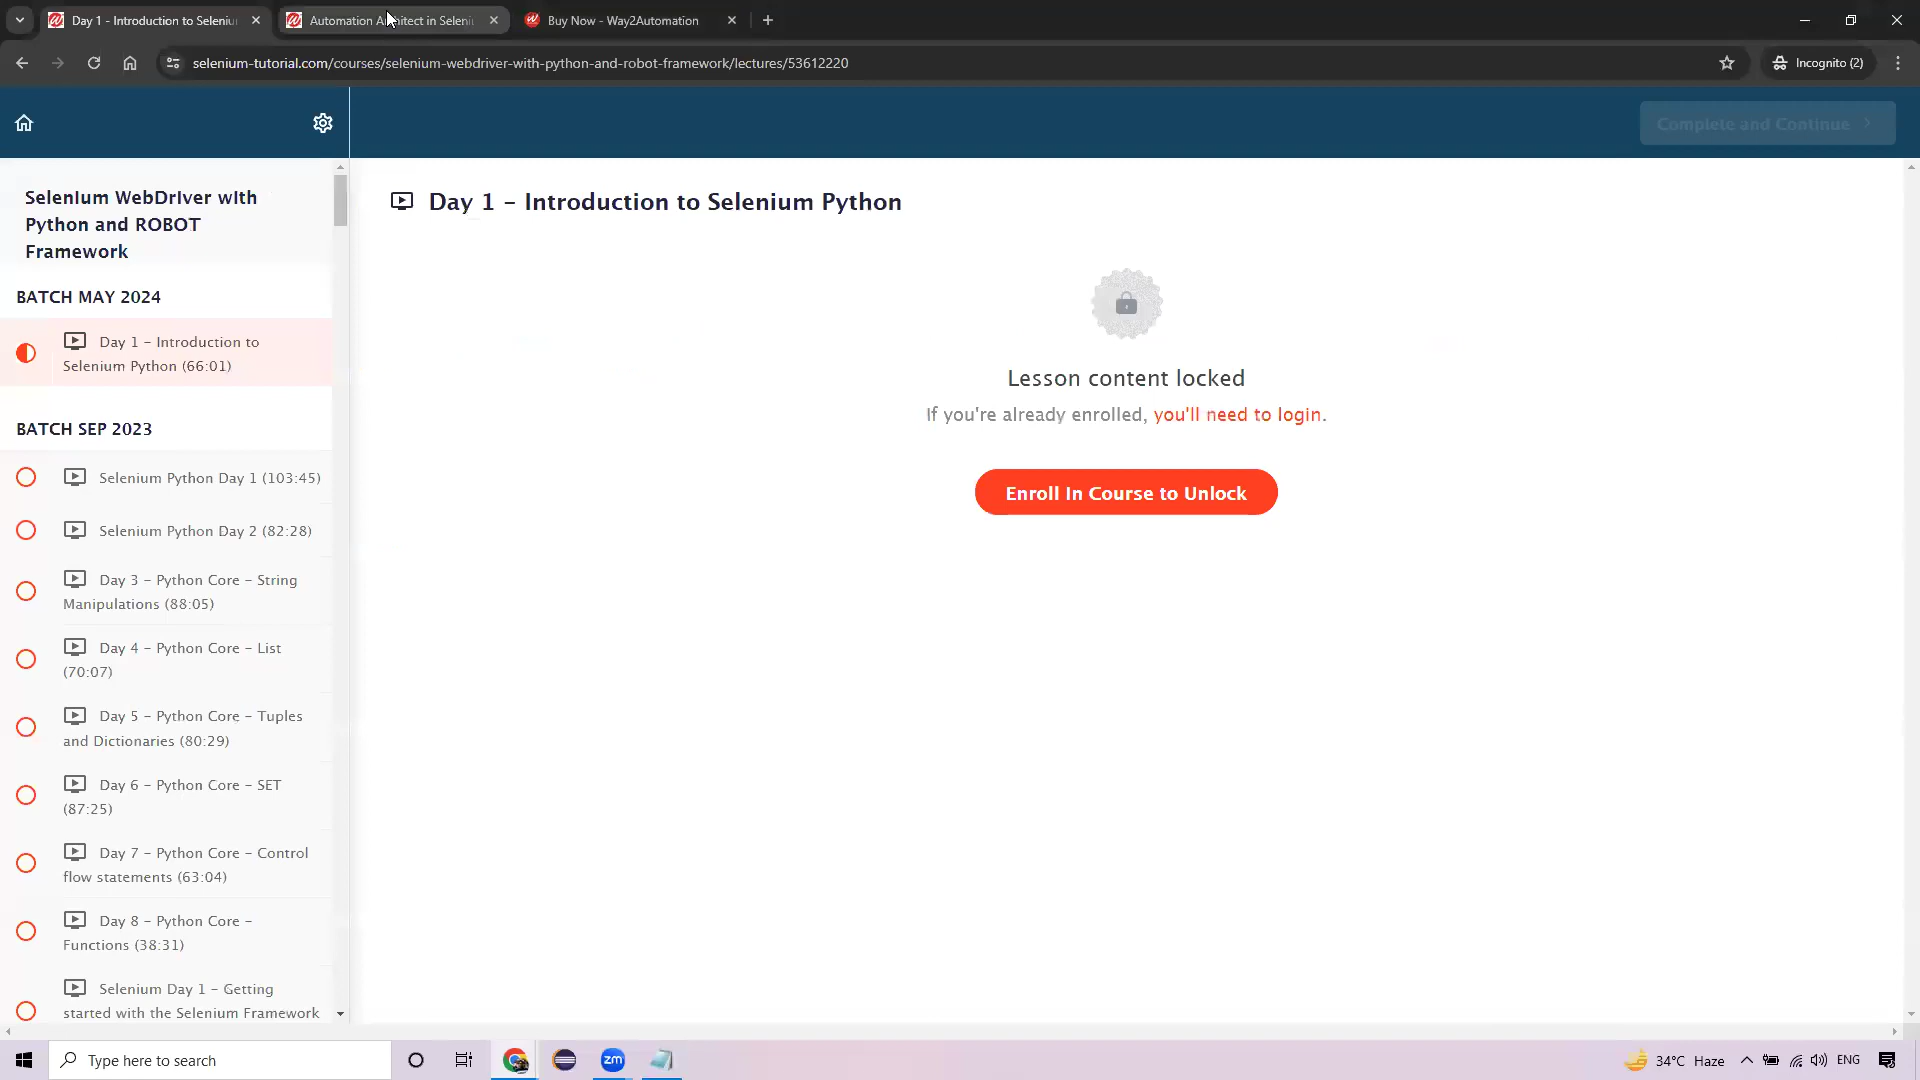 Day 1 - Introduction to Seleniu
Automation Architect in Seleni
Buy Now - Way2Automation
selenium-tutorial.com/courses/selenium-webdriver-with-python-and-robot-framework/lectures/53612220
Incognito (2)
Complete and Continue
Selenium WebDriver with
Python and ROBOT
Framework
BATCH MAY 2024
Day 1 - Introduction to
Selenium Python (66:01)
BATCH SEP 2023
Selenium Python Day 1 (103:45)
Selenium Python Day 2 (82:28)
Day 3 - Python Core - String
Manipulations (88:05)
Day 4 - Python Core - List
(70:07)
Day 5 - Python Core - Tuples
and Dictionaries (80:29)
Day 6 - Python Core - SET
(87:25)
Day 7 - Python Core - Control
flow statements (63:04)
Day 8 - Python Core -
Functions (38:31)
Selenium Day 1 - Getting
started with the Selenium Framework
Day 1 - Introduction to Selenium Python
Lesson content locked
If you're already enrolled, you'll need to login.
Enroll In Course to Unlock
Type here to search
zm
34°C Haze
ENG